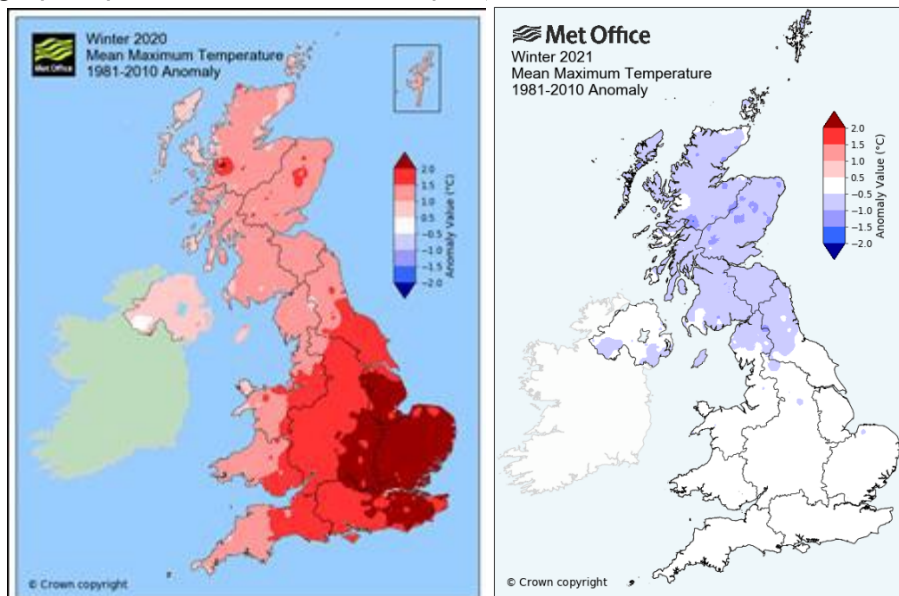 Met Office
Winter 2020
Mean Maximum Temperature
1981-2010 Anomaly
2.0
1.5
1.0
0.5
−0.5
−1.0
−1.5
−2.0
Anomaly Value (°C)
© Crown copyright
Met Office
Winter 2021
Mean Maximum Temperature
1981-2010 Anomaly
2.0
1.5
1.0
0.5
−0.5
−1.0
−1.5
−2.0
Anomaly Value (°C)
© Crown copyright